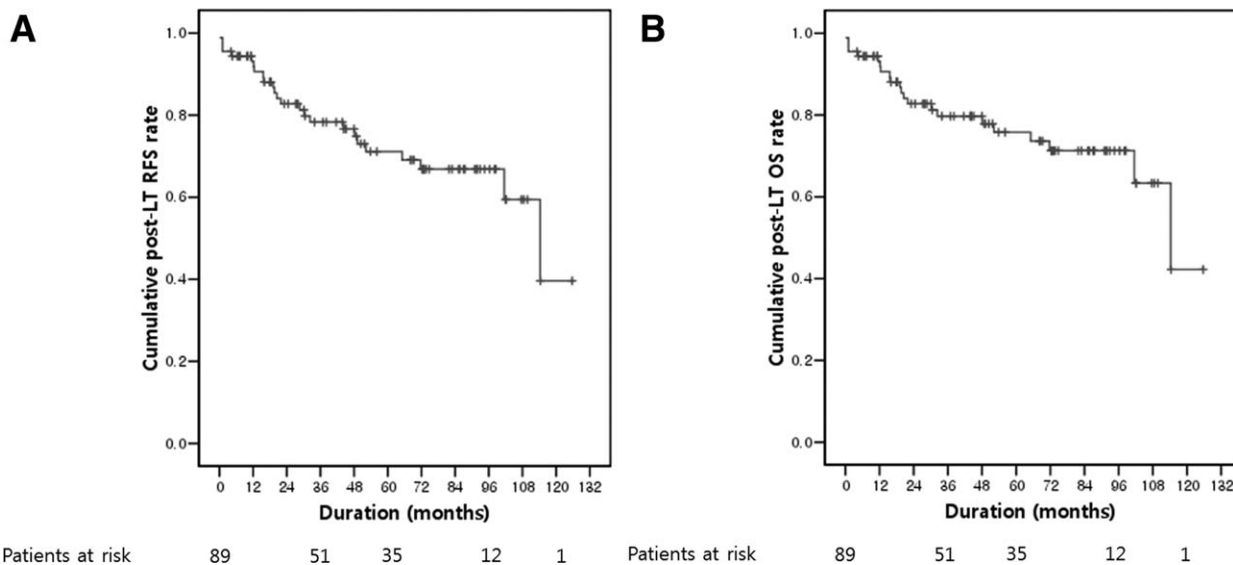 A
Cumulative post-LT RFS rate
1.0
0.8
0.6
0.4
0.2
0.0
0 12 24 36 48 60 72 84 96 108 120 132
Duration (months)
Patients at risk 89 51 35 12 1
B
Cumulative post-LT OS rate
1.0
0.8
0.6
0.4
0.2
0.0
0 12 24 36 48 60 72 84 96 108 120 132
Duration (months)
Patients at risk 89 51 35 12 1